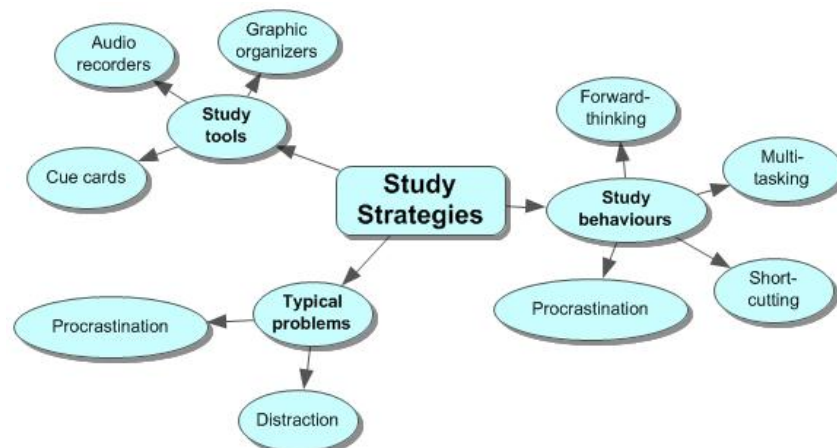 Graphic
organizers
Audio
recorders
Study
tools
Cue cards
Study
Strategies
Forward-
thinking
Multi-
tasking
Study
behaviours
Short-
cutting
Procrastination
Typical
problems
Procrastination
Distraction